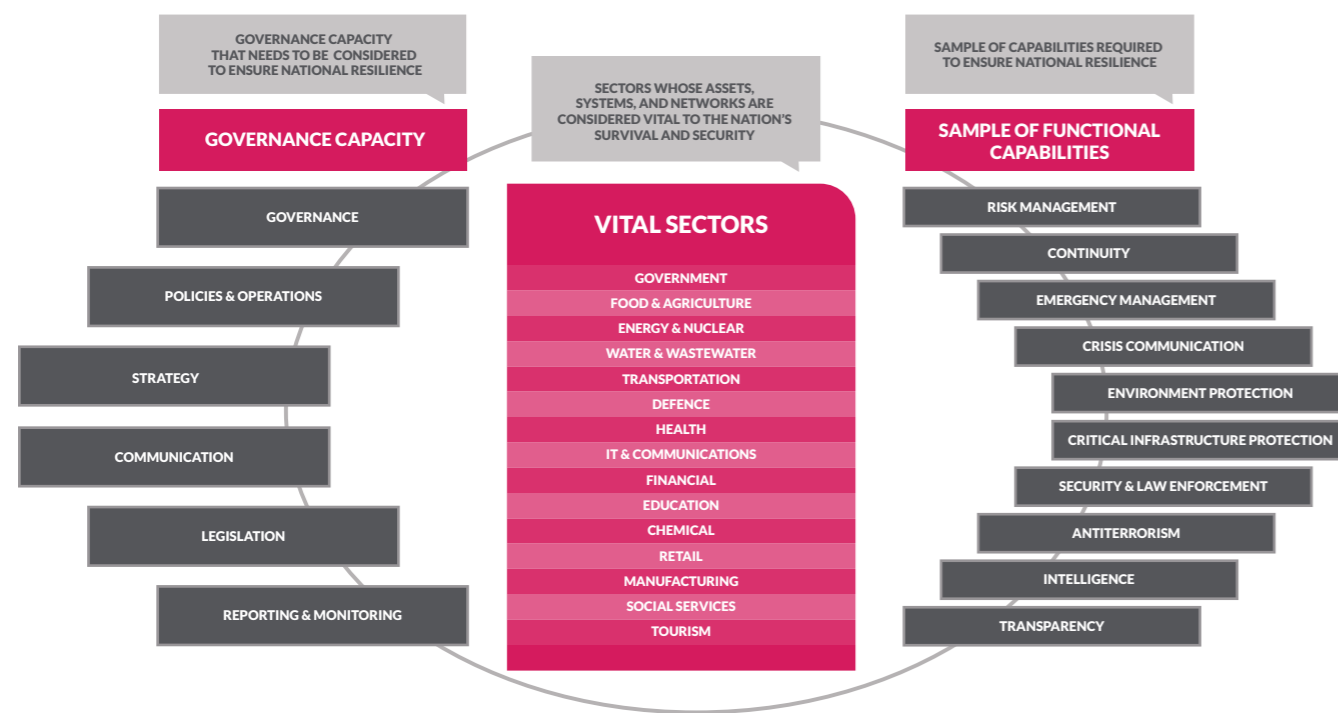 GOVERNANCE CAPACITY
THAT NEEDS TO BE CONSIDERED
TO ENSURE NATIONAL RESILIENCE
GOVERNANCE CAPACITY
GOVERNANCE
POLICIES & OPERATIONS
STRATEGY
COMMUNICATION
LEGISLATION
REPORTING & MONITORING
SECTORS WHOSE ASSETS,
SYSTEMS, AND NETWORKS ARE
CONSIDERED VITAL TO THE NATION'S
SURVIVAL AND SECURITY
VITAL SECTORS
GOVERNMENT
FOOD & AGRICULTURE
ENERGY & NUCLEAR
WATER & WASTEWATER
TRANSPORTATION
DEFENCE
HEALTH
IT & COMMUNICATIONS
FINANCIAL
EDUCATION
CHEMICAL
RETAIL
MANUFACTURING
SOCIAL SERVICES
TOURISM
SAMPLE OF CAPABILITIES REQUIRED
TO ENSURE NATIONAL RESILIENCE
SAMPLE OF FUNCTIONAL
CAPABILITIES
RISK MANAGEMENT
CONTINUITY
EMERGENCY MANAGEMENT
CRISIS COMMUNICATION
ENVIRONMENT PROTECTION
CRITICAL INFRASTRUCTURE PROTECTION
SECURITY & LAW ENFORCEMENT
ANTITERRORISM
INTELLIGENCE
TRANSPARENCY